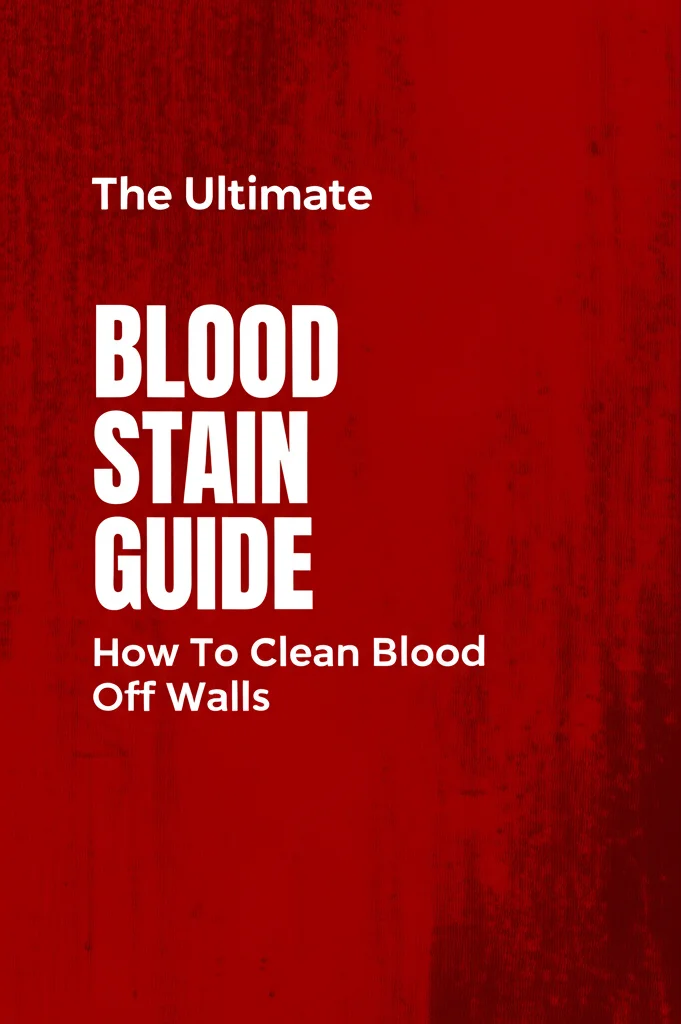 The Ultimate
BLOOD
STAIN
GUIDE
How To Clean Blood
Off Walls